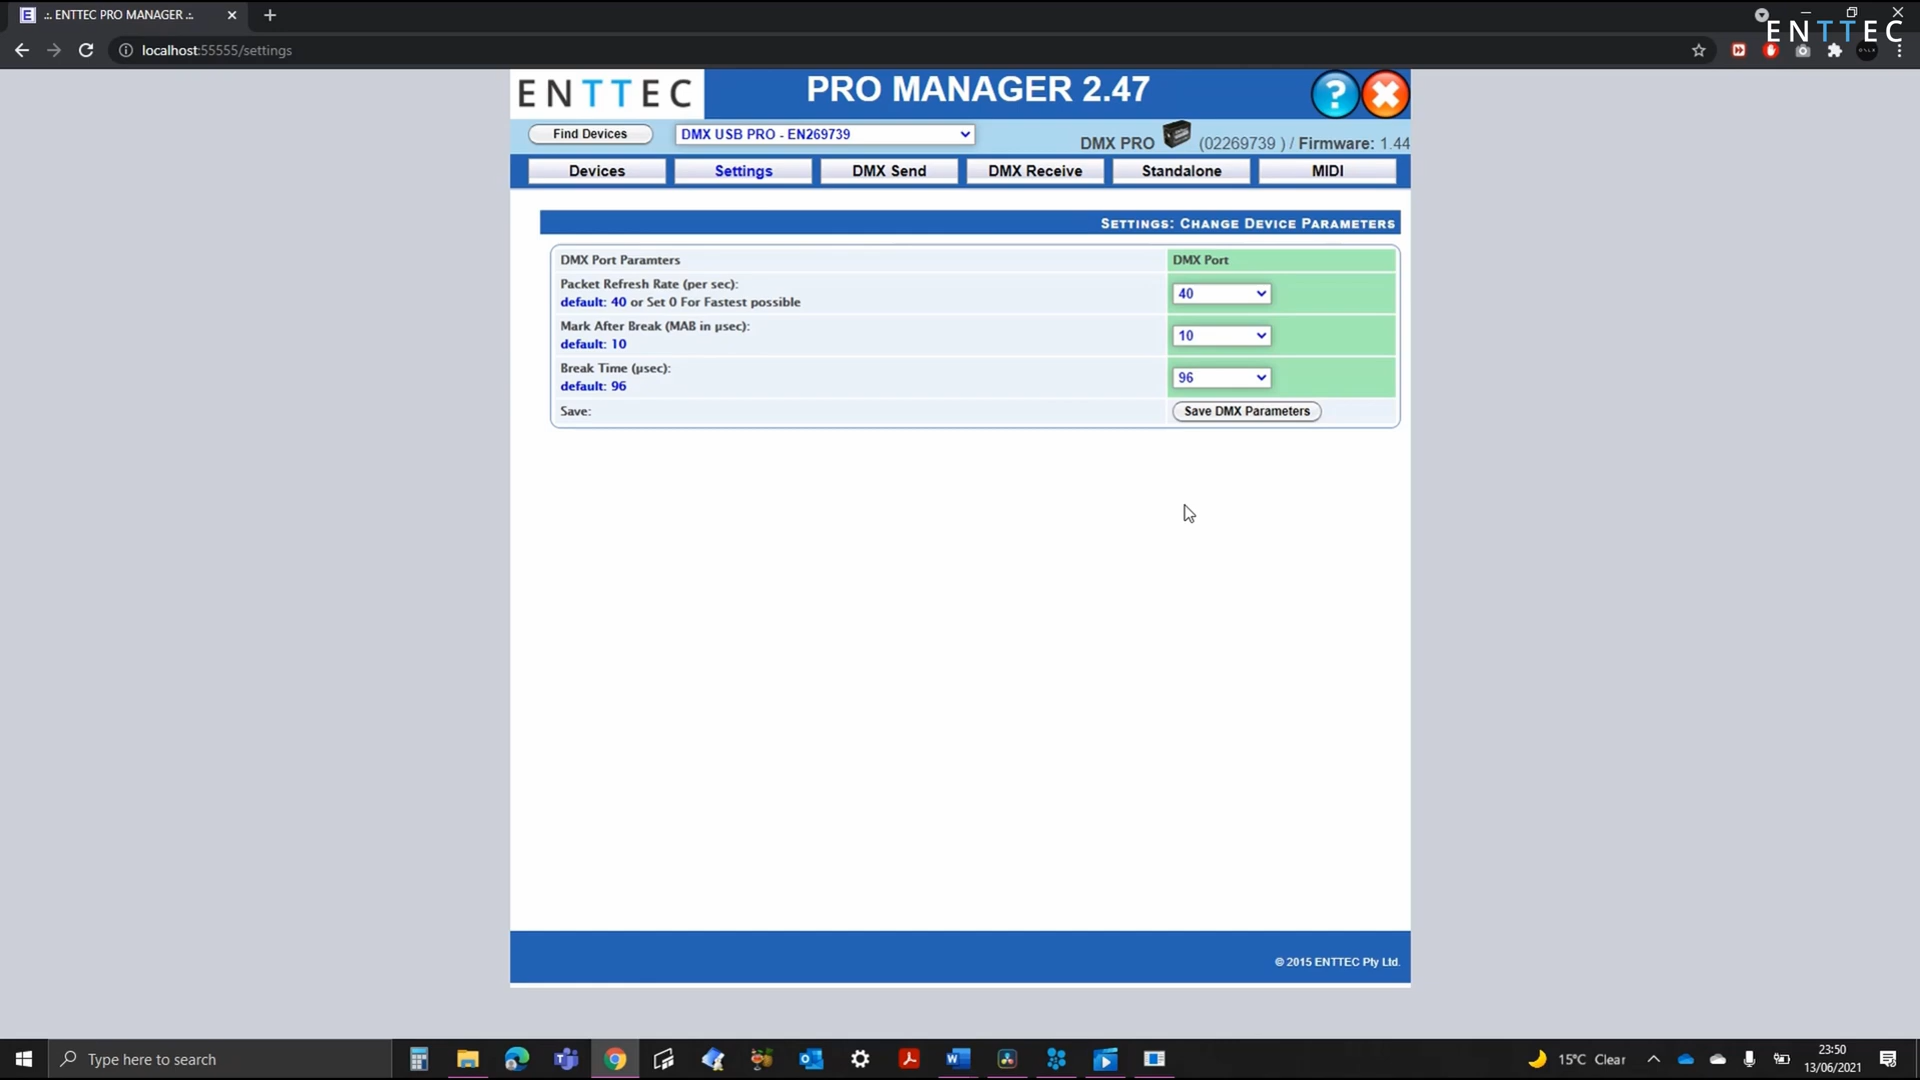 .:. ENTTEC PRO MANAGER .:.
localhost:55555/settings
ENTTEC
ENTTEC
PRO MANAGER 2.47
Find Devices
DMX USB PRO - EN269739
DMX PRO (02269739 ) / Firmware: 1.44
Devices
Settings
DMX Send
DMX Receive
Standalone
MIDI
SETTINGS: CHANGE DEVICE PARAMETERS
DMX Port Paramters
DMX Port
Packet Refresh Rate (per sec):
default: 40 or Set 0 For Fastest possible
40
Mark After Break (MAB in µsec):
default: 10
10
Break Time (µsec):
default: 96
96
Save:
Save DMX Parameters
© 2015 ENTTEC Pty Ltd.
Type here to search
15°C Clear
23:50
13/06/2021